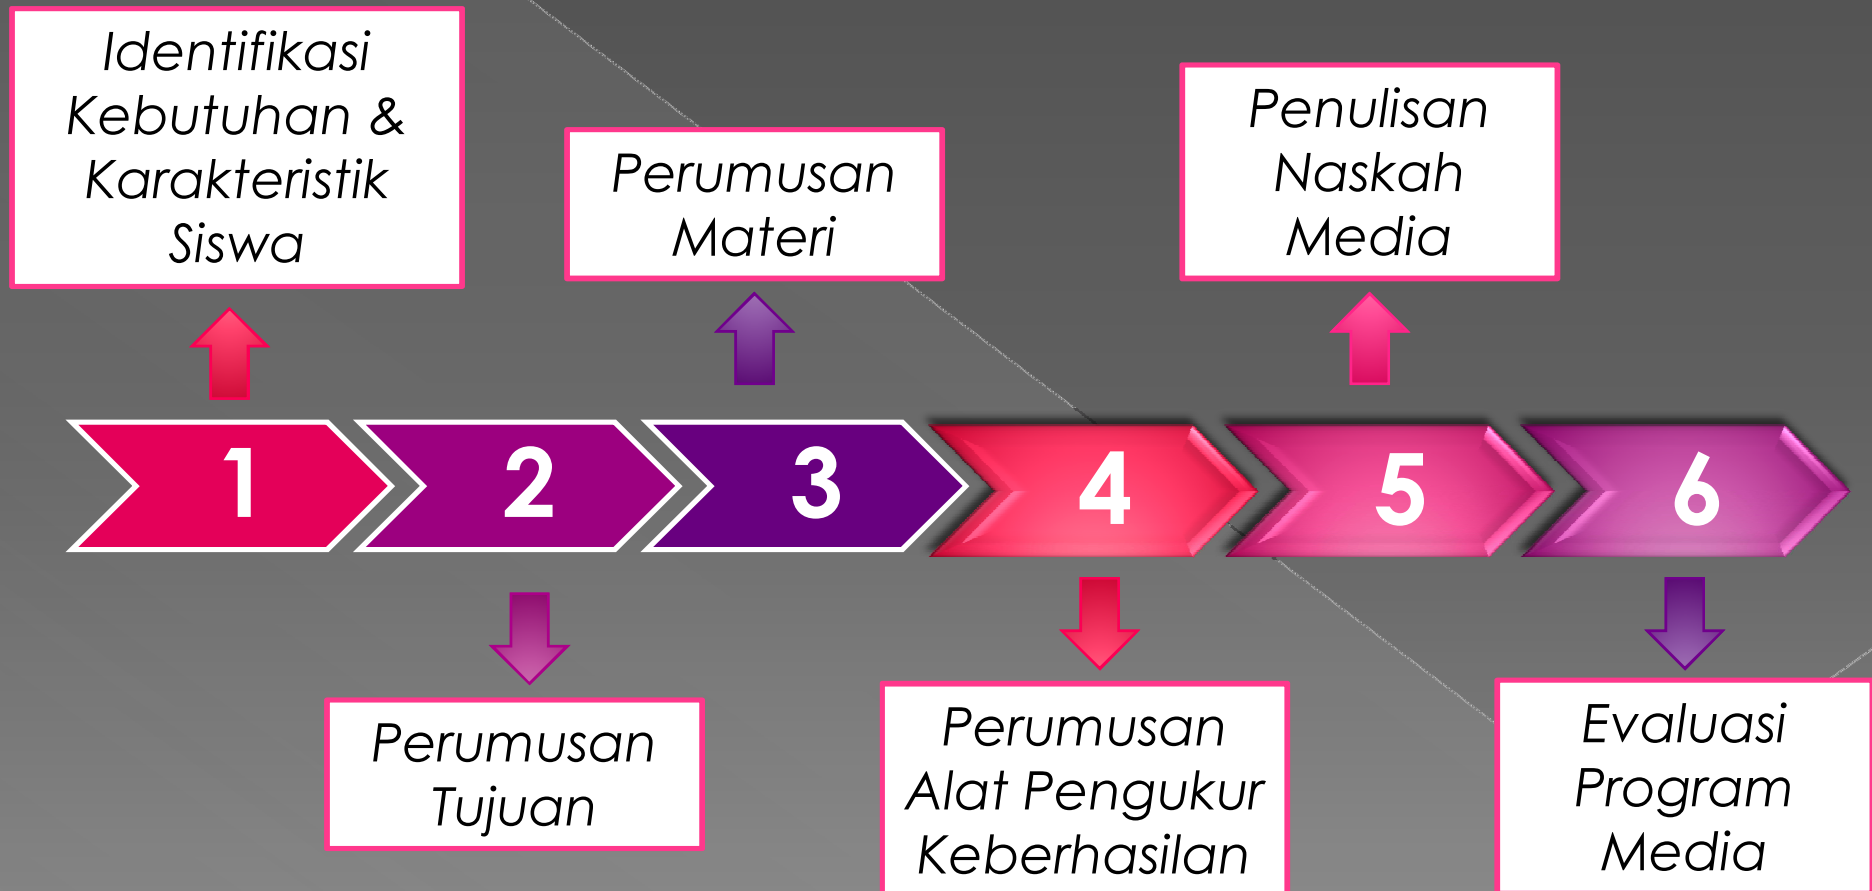 Identifikasi
Kebutuhan &
Karakteristik
Siswa
Perumusan
Materi
Penulisan
Naskah
Media
1
2
3
4
5
6
Perumusan
Tujuan
Perumusan
Alat Pengukur
Keberhasilan
Evaluasi
Program
Media